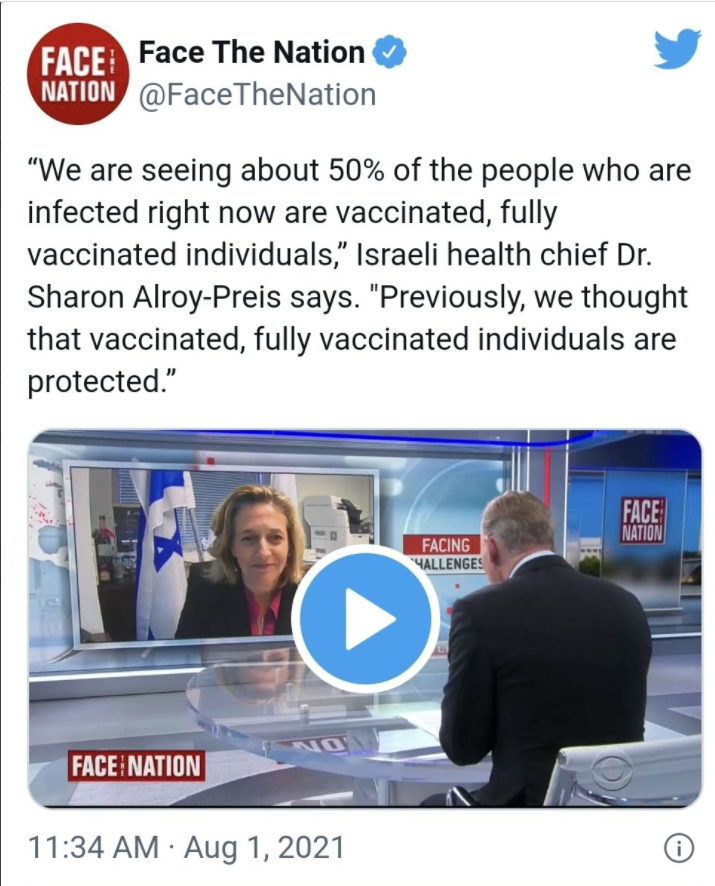 FACE THE NATION
Face The Nation
@FaceTheNation
“We are seeing about 50% of the people who are
infected right now are vaccinated, fully
vaccinated individuals,” Israeli health chief Dr.
Sharon Alroy-Preis says. "Previously, we thought
that vaccinated, fully vaccinated individuals are
protected.”
FACING
HALLENGES
FACE
NATION
FACE THE NATION
11:34 AM · Aug 1, 2021